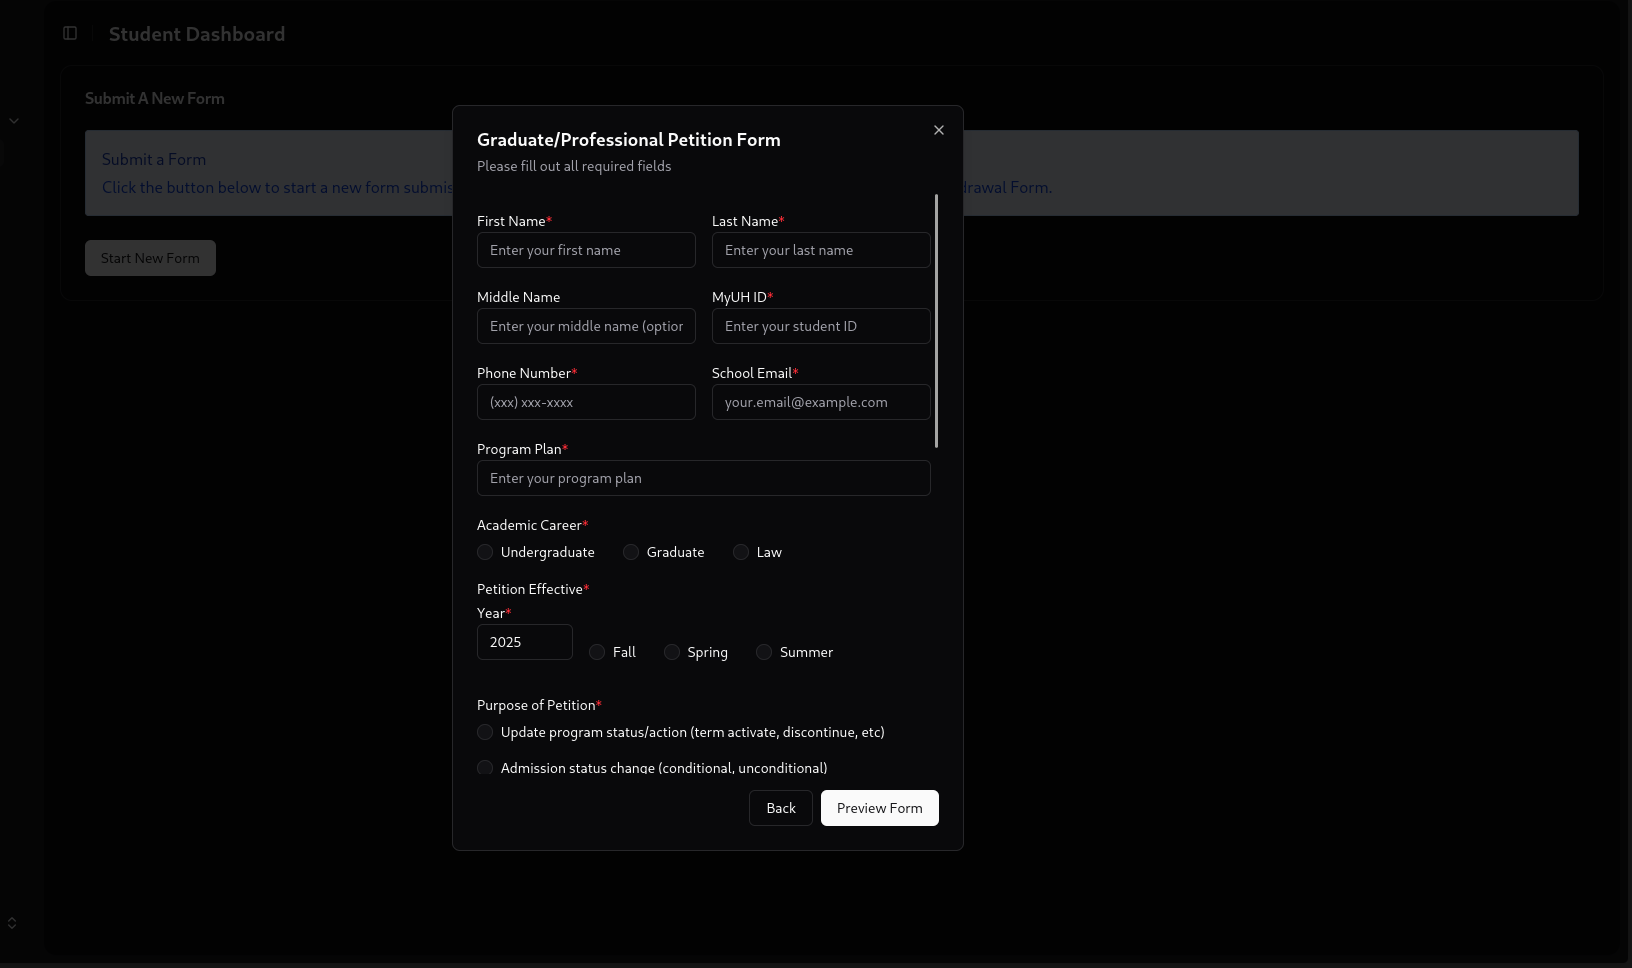 Student Dashboard
Submit A New Form
Submit a Form
Click the button below to start a new form submis
drawal Form.
Start New Form
Graduate/Professional Petition Form
Please fill out all required fields
First Name* Last Name*
Enter your first name Enter your last name
Middle Name MyUH ID*
Enter your middle name (optior Enter your student ID
Phone Number* School Email*
(xxx) xxx-xxxx your.email@example.com
Program Plan*
Enter your program plan
Academic Career*
Undergraduate Graduate Law
Petition Effective*
Year*
2025 Fall Spring Summer
Purpose of Petition*
Update program status/action (term activate, discontinue, etc)
Admission status change (conditional, unconditional)
Back Preview Form